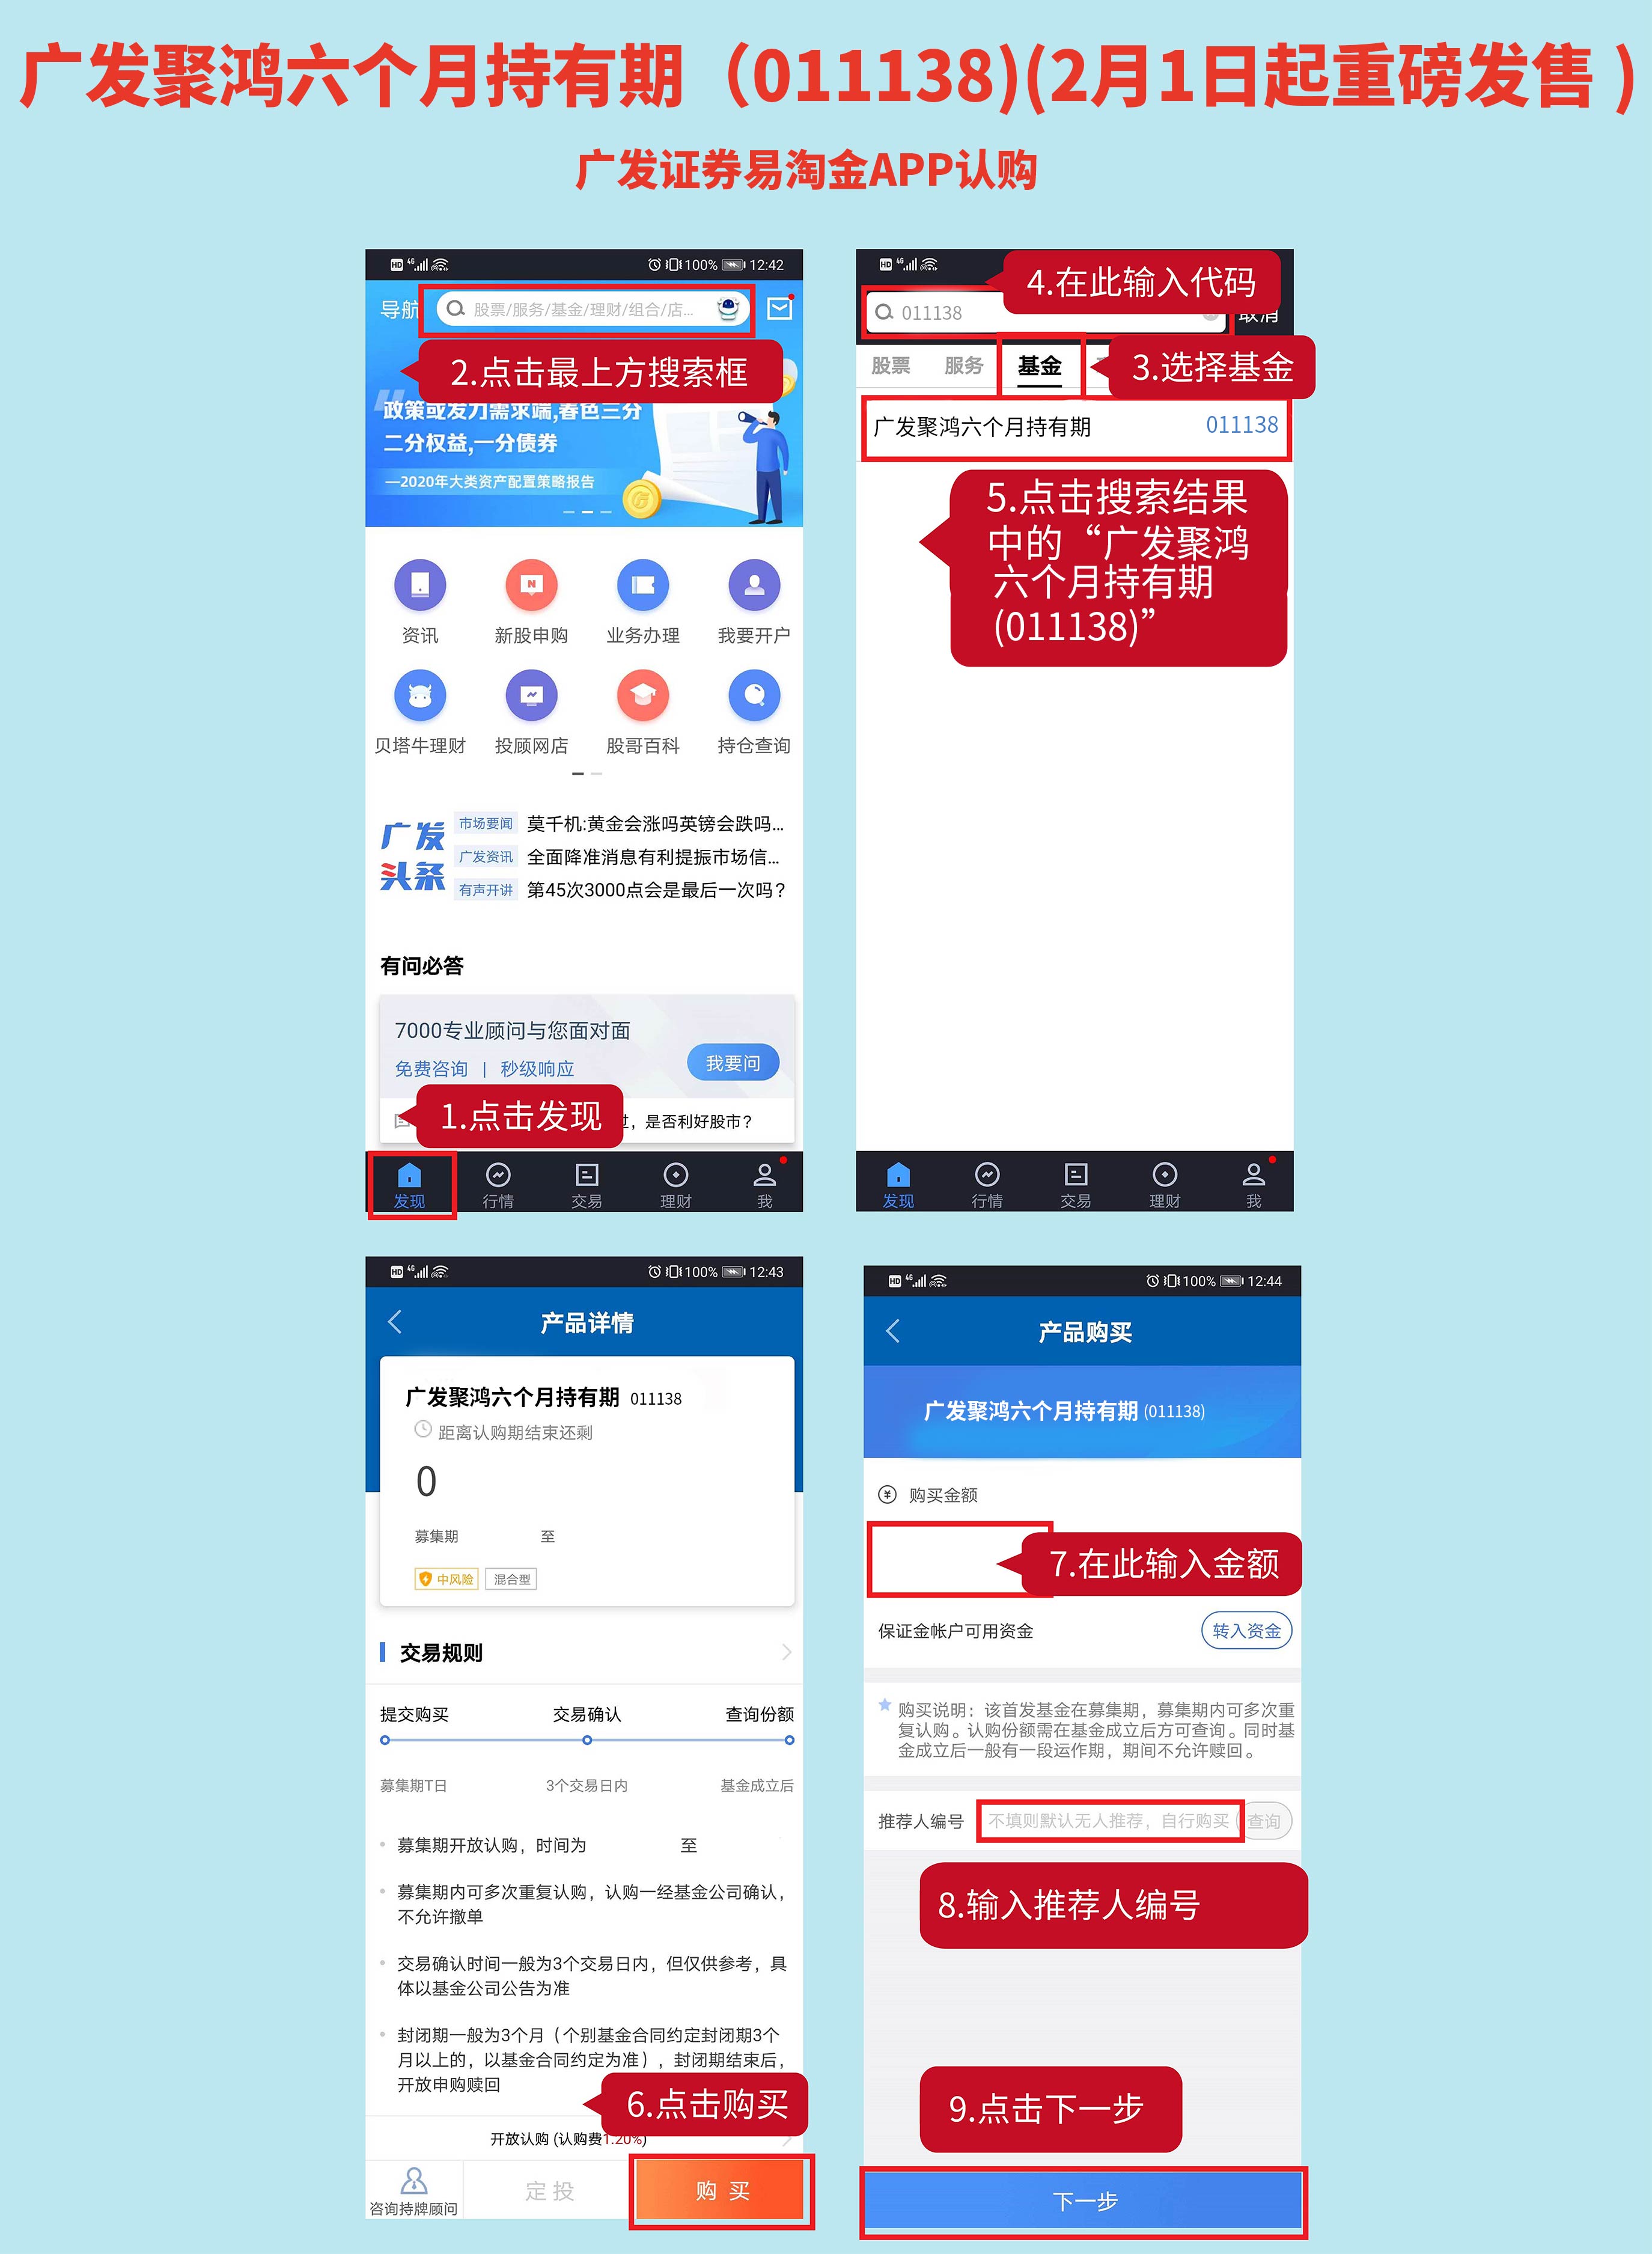 广发聚鸿六个月持有期（011138)(2月1日起重磅发售 )
广发证券易淘金APP认购
HD 4G 100% 12:42
导航
股票/服务/基金/理财/组合/店...
2.点击最上方搜索框
政策或发力需求端,春色三分
二分权益,一分债券
—2020年大类资产配置策略报告
资讯 新股申购 业务办理 我要开户
贝塔牛理财 投顾网店 股哥百科 持仓查询
广发头条
市场要闻 莫千机:黄金会涨吗英镑会跌吗...
广发资讯 全面降准消息有利提振市场信...
有声开讲 第45次3000点会是最后一次吗?
有问必答
7000专业顾问与您面对面
免费咨询 | 秒级响应
我要问
1.点击发现
，是否利好股市?
发现 行情 交易 理财 我
HD 4G
4.在此输入代码
011138
取消
股票 服务 基金
3.选择基金
广发聚鸿六个月持有期 011138
5.点击搜索结果
中的“广发聚鸿
六个月持有期
(011138)”
发现 行情 交易 理财 我
HD 4G 100% 12:43
产品详情
广发聚鸿六个月持有期 011138
距离认购期结束还剩
0
募集期 至
中风险 混合型
交易规则
提交购买 交易确认 查询份额
募集期T日 3个交易日内 基金成立后
募集期开放认购，时间为 至
募集期内可多次重复认购，认购一经基金公司确认，
不允许撤单
交易确认时间一般为3个交易日内，但仅供参考，具
体以基金公司公告为准
封闭期一般为3个月（个别基金合同约定封闭期3个
月以上的，以基金合同约定为准），封闭期结束后，
开放申购赎回
6.点击购买
开放认购 (认购费1.20%)
咨询持牌顾问
定投
购 买
HD 4G 100% 12:44
产品购买
广发聚鸿六个月持有期 (011138)
购买金额
7.在此输入金额
保证金帐户可用资金
转入资金
购买说明：该首发基金在募集期，募集期内可多次重
复认购。认购份额需在基金成立后方可查询。同时基
金成立后一般有一段运作期，期间不允许赎回。
推荐人编号 不填则默认无人推荐，自行购买 查询
8.输入推荐人编号
9.点击下一步
下一步